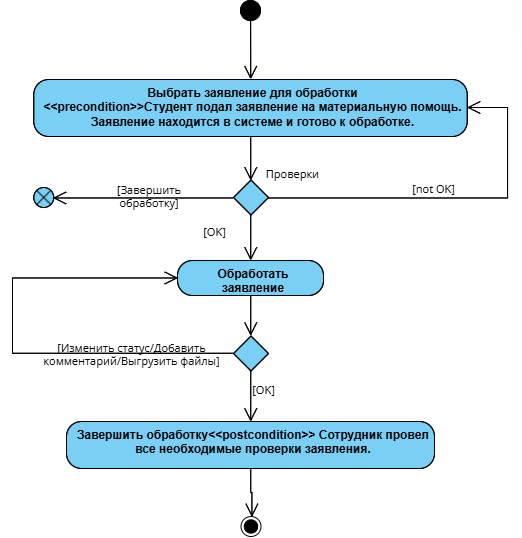 Выбрать заявление для обработки
<<precondition>>Студент подал заявление на материальную помощь.
Заявление находится в системе и готово к обработке.
Проверки
[Завершить
обработку]
[not OK]
[OK]
Обработать
заявление
[Изменить статус/Добавить
комментарий/Выгрузить файлы]
[OK]
Завершить обработку<<postcondition>> Сотрудник провел
все необходимые проверки заявления.